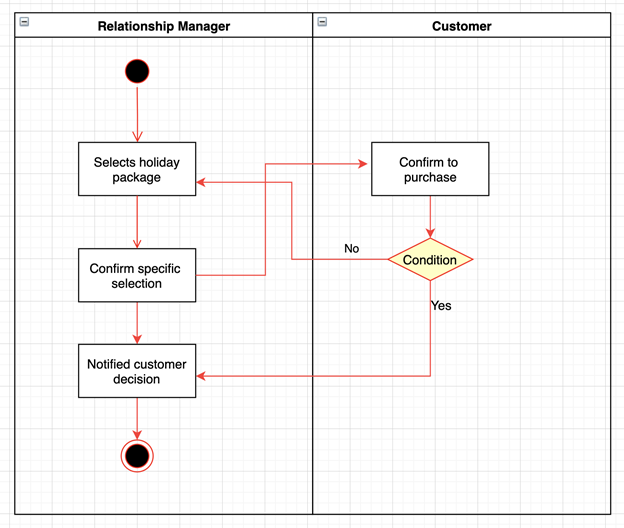 Relationship Manager
Customer
Selects holiday
package
Confirm to
purchase
No
Condition
Confirm specific
selection
Yes
Notified customer
decision